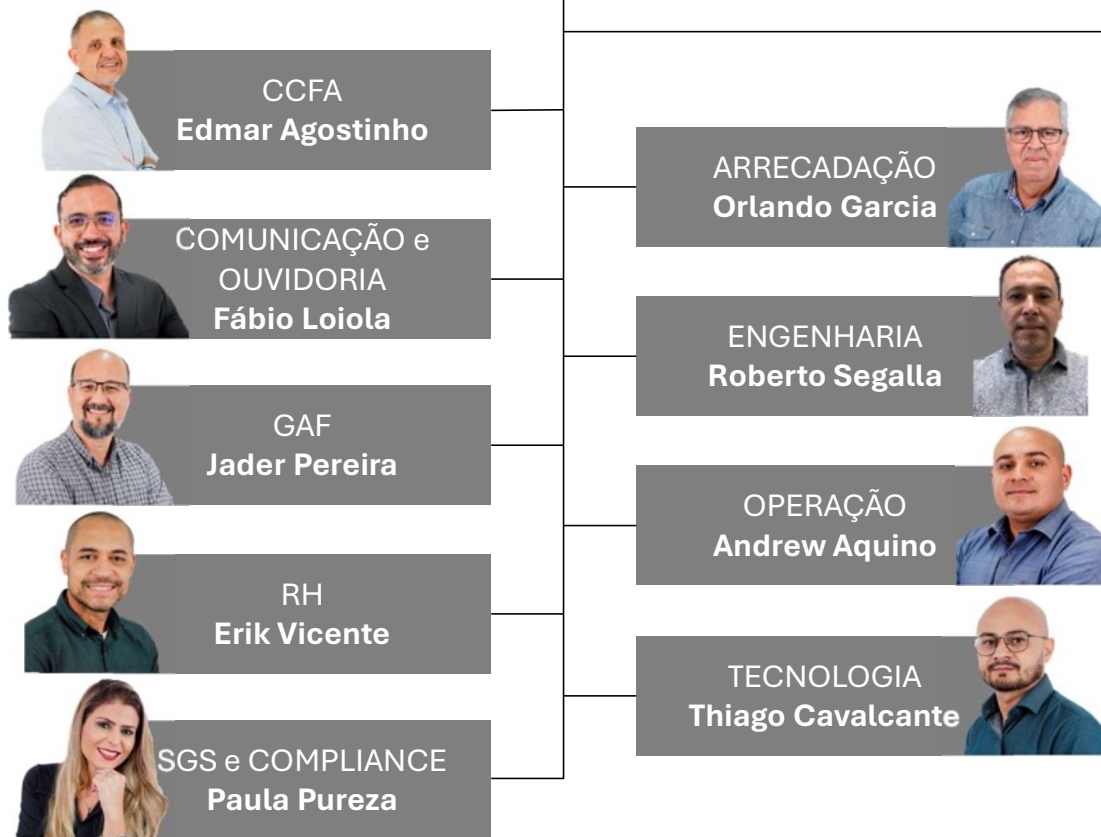 CCFA
Edmar Agostinho
COMUNICAÇÃO e
OUVIDORIA
Fábio Loiola
GAF
Jader Pereira
RH
Erik Vicente
SGS e COMPLIANCE
Paula Pureza
ARRECADAÇÃO
Orlando Garcia
ENGENHARIA
Roberto Segalla
OPERAÇÃO
Andrew Aquino
TECNOLOGIA
Thiago Cavalcante